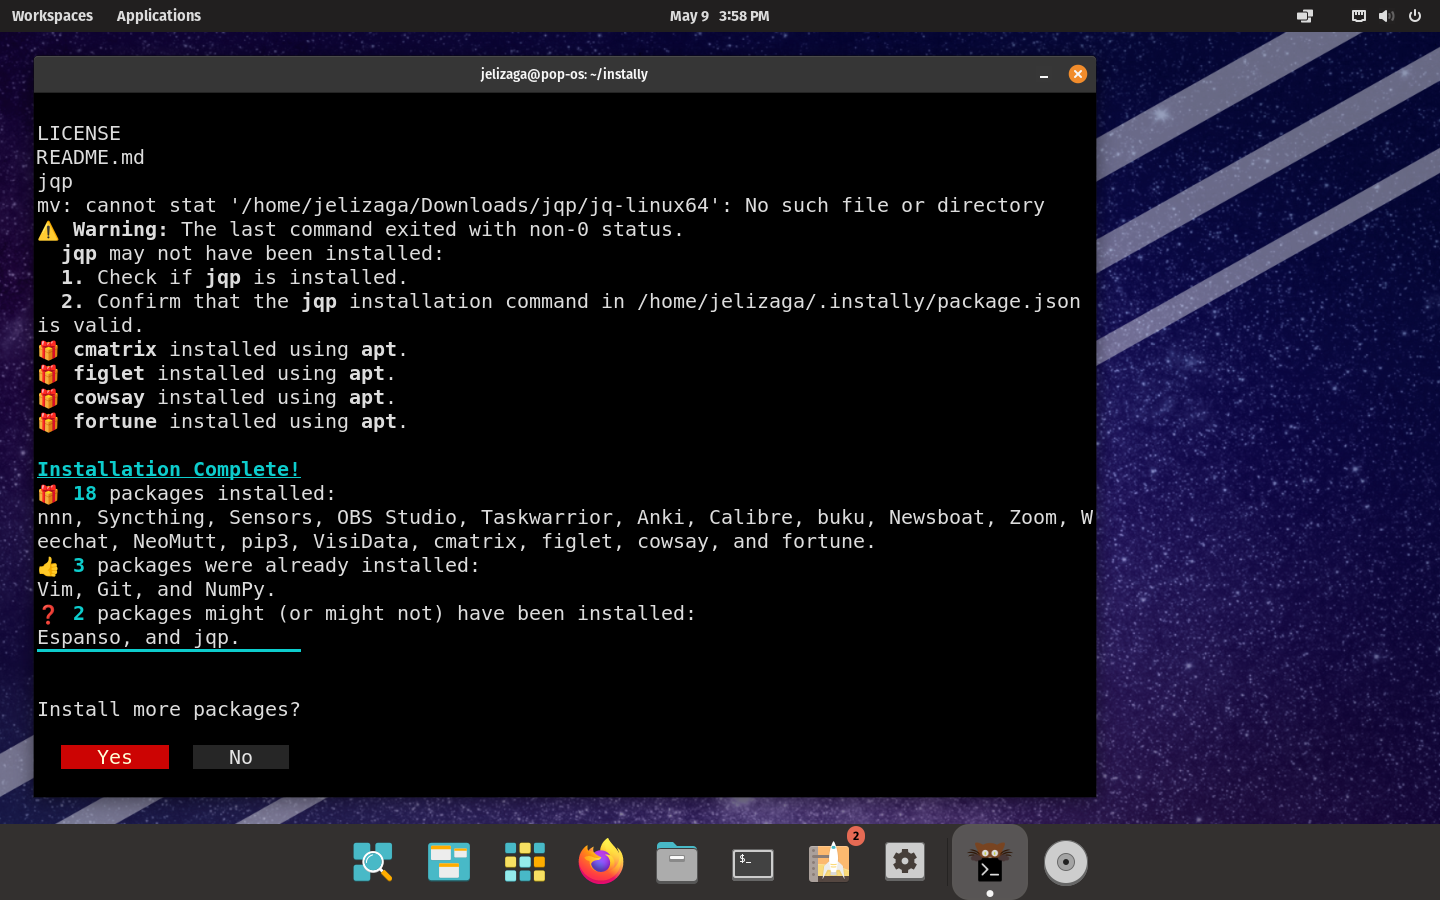 Workspaces Applications May 9 3:58 PM
jelizaga@pop-os: ~/instally
LICENSE
README.md
jqp
mv: cannot stat '/home/jelizaga/Downloads/jqp/jq-linux64': No such file or directory
⚠️ Warning: The last command exited with non-0 status.
jqp may not have been installed:
1. Check if jqp is installed.
2. Confirm that the jqp installation command in /home/jelizaga/.instally/package.json
is valid.
🎁 cmatrix installed using apt.
🎁 figlet installed using apt.
🎁 cowsay installed using apt.
🎁 fortune installed using apt.
Installation Complete!
🎁 18 packages installed:
nnn, Syncthing, Sensors, OBS Studio, Taskwarrior, Anki, Calibre, buku, Newsboat, Zoom, W
eechat, NeoMutt, pip3, VisiData, cmatrix, figlet, cowsay, and fortune.
👍 3 packages were already installed:
Vim, Git, and NumPy.
❓ 2 packages might (or might not) have been installed:
Espanso, and jqp.
Install more packages?
Yes No
2
$_